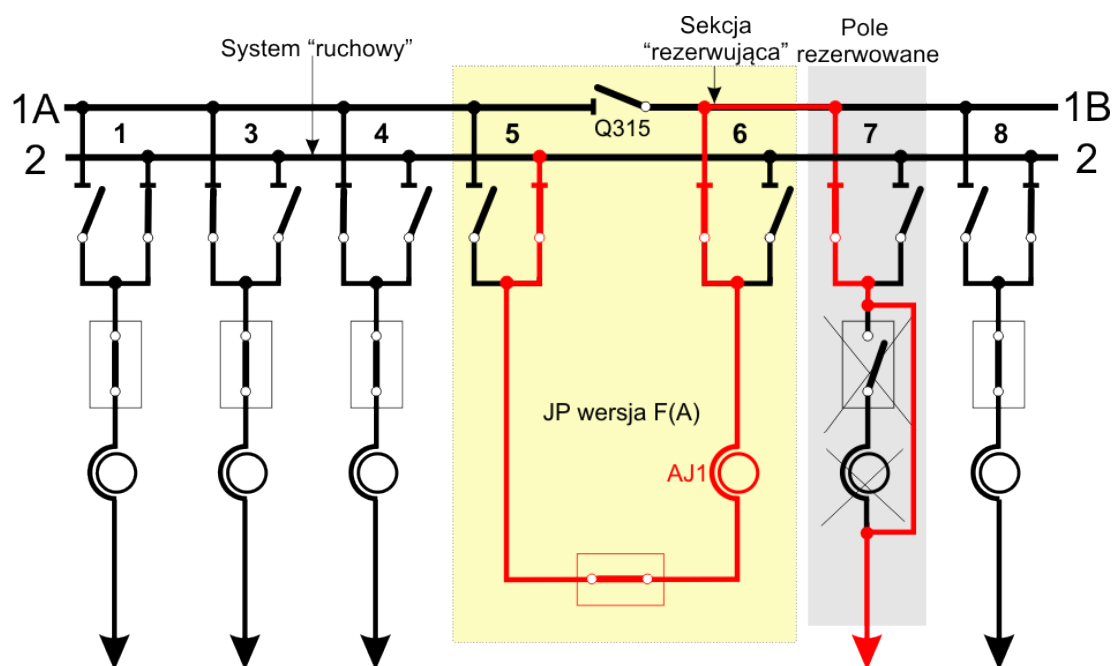 System “ruchowy”
Sekcja
“rezerwująca”
Pole
rezerwowane
1A
1B
1
3
4
5
Q315
6
7
8
2
2
JP wersja F(A)
AJ1